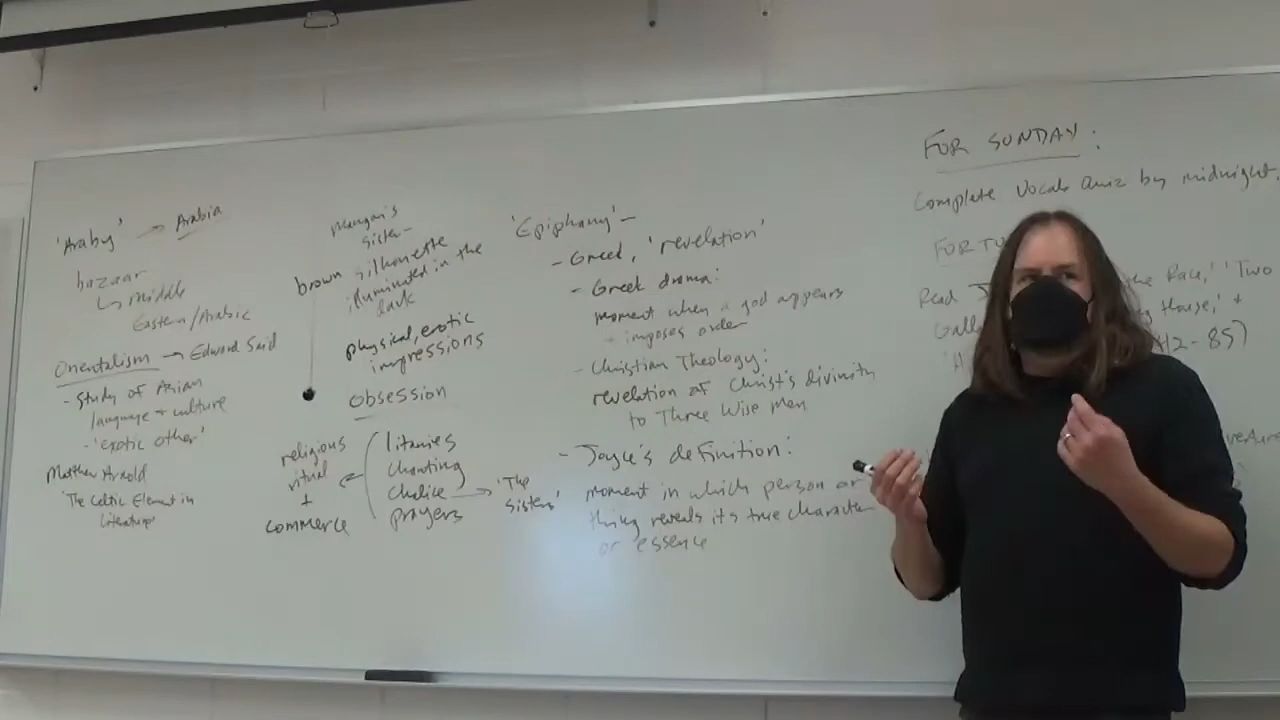 'Araby' → Arabia
bazaar
↳ middle
Eastern/Arabic
Orientalism → Edward Said
- Study of Asian
language + culture
- 'exotic other'
Matthew Arnold
'The Celtic Element in
Literature'
Mangan's
sister -
brown silhouette
illuminated in the
dark
physical, erotic
impressions
obsession
religious
ritual
+
commerce
litanies
chanting
chalice → 'The
Sisters'
prayers
'Epiphany' -
- Greek, 'revelation'
- Greek drama:
moment when a god appears
+ imposes order
- Christian Theology:
revelation of Christ's divinity
to Three Wise Men
- Joyce's definition:
moment in which person or
thing reveals its true character
or essence
FOR SUNDAY:
Complete Vocab Quiz by midnight.
FOR TU
Read
the Race,' 'Two
Galla
House,' +
42-85)